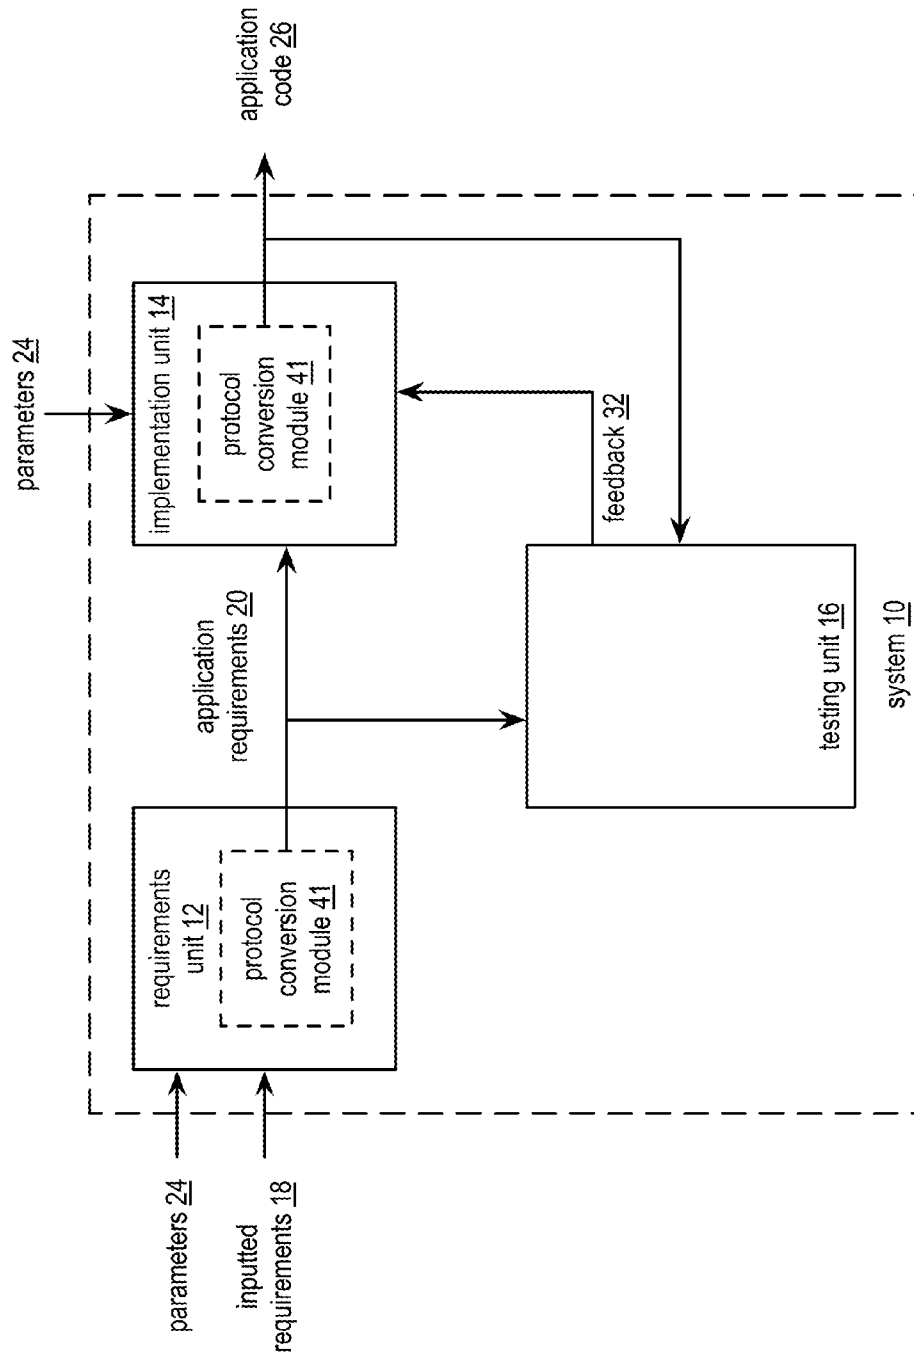 parameters 24
inputted
requirements 18
requirements
unit 12
protocol
conversion
module 41
application
requirements 20
parameters 24
implementation unit 14
protocol
conversion
module 41
application
code 26
feedback 32
testing unit 16
system 10